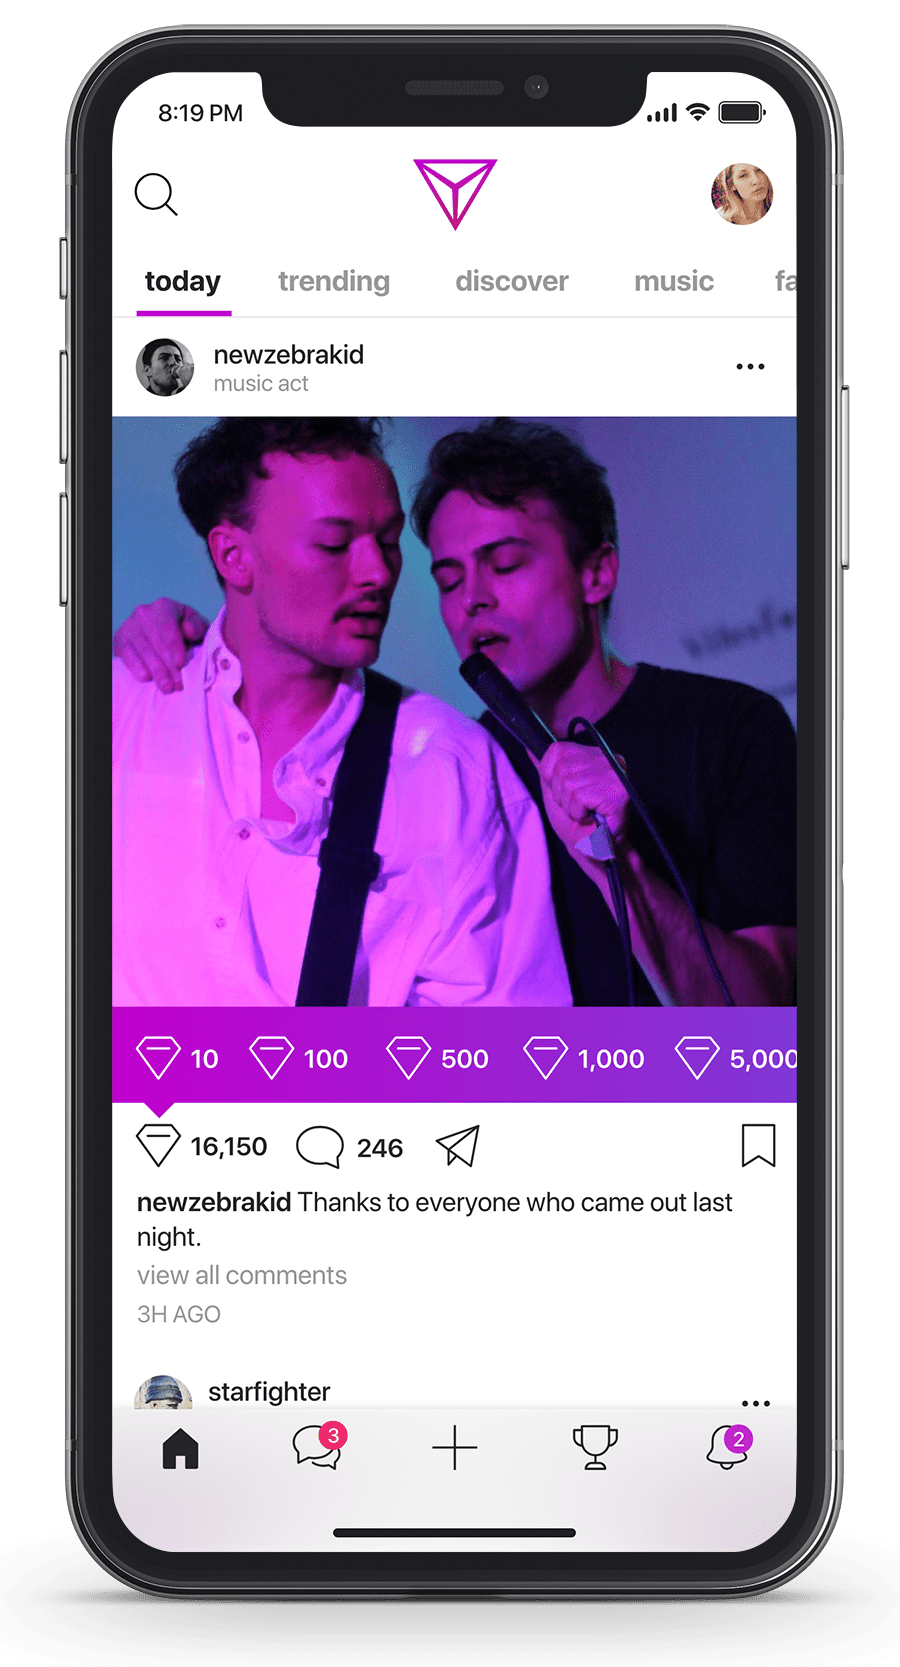 8:19 PM
today trending discover music fa
newzebrakid
music act
10 100 500 1,000 5,000
16,150 246
newzebrakid Thanks to everyone who came out last
night.
view all comments
3H AGO
starfighter
3 2